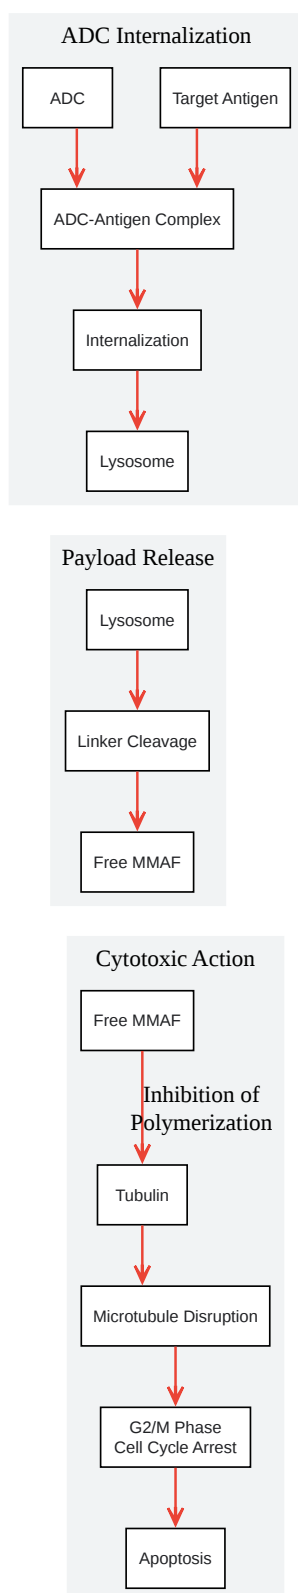 ADC Internalization
ADC
Target Antigen
ADC-Antigen Complex
Internalization
Lysosome
Payload Release
Lysosome
Linker Cleavage
Free MMAF
Cytotoxic Action
Free MMAF
Inhibition of
Polymerization
Tubulin
Microtubule Disruption
G2/M Phase
Cell Cycle Arrest
Apoptosis